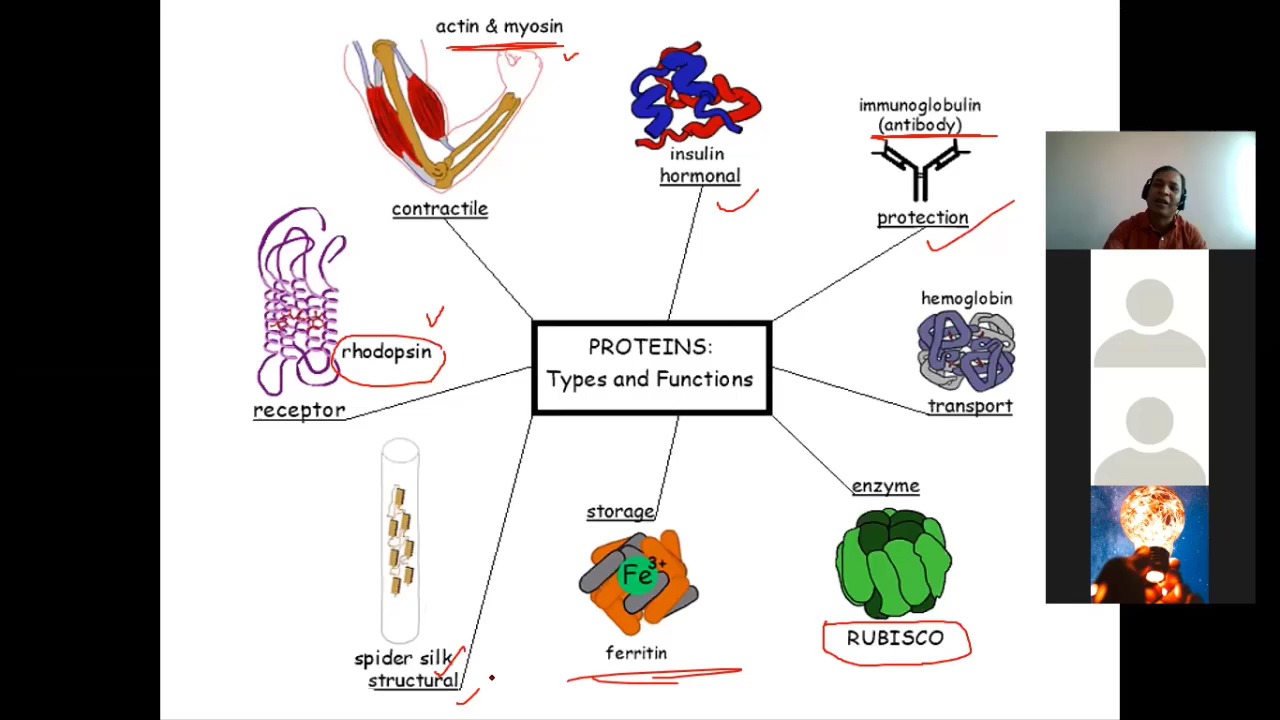 actin & myosin
contractile
insulin
hormonal
immunoglobulin
(antibody)
protection
rhodopsin
receptor
PROTEINS:
Types and Functions
hemoglobin
transport
spider silk
structural
storage
Fe3+
ferritin
enzyme
RUBISCO